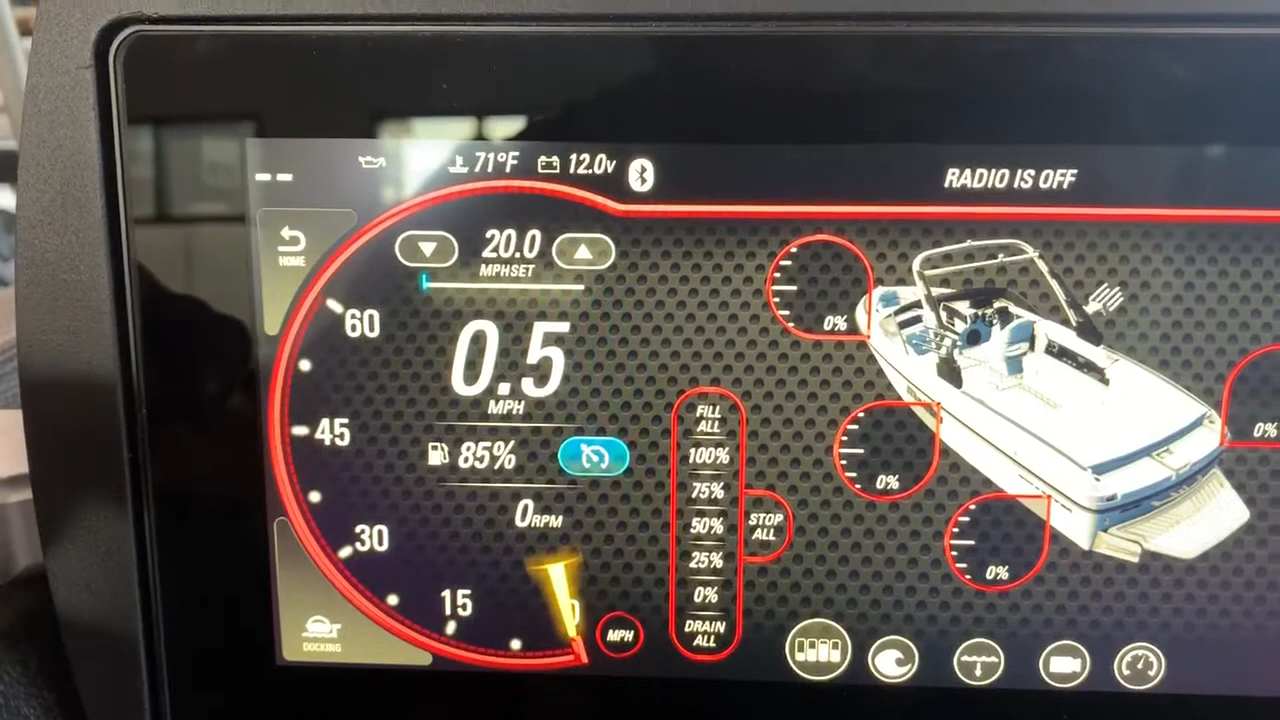 -- 71°F 12.0v RADIO IS OFF
HOME
20.0
MPHSET
60
0.5
MPH
45
85%
0RPM
30
15
0
MPH
DOCKING
FILL
ALL
100%
75%
50%
25%
0%
DRAIN
ALL
STOP
ALL
0%
0%
0%
0%